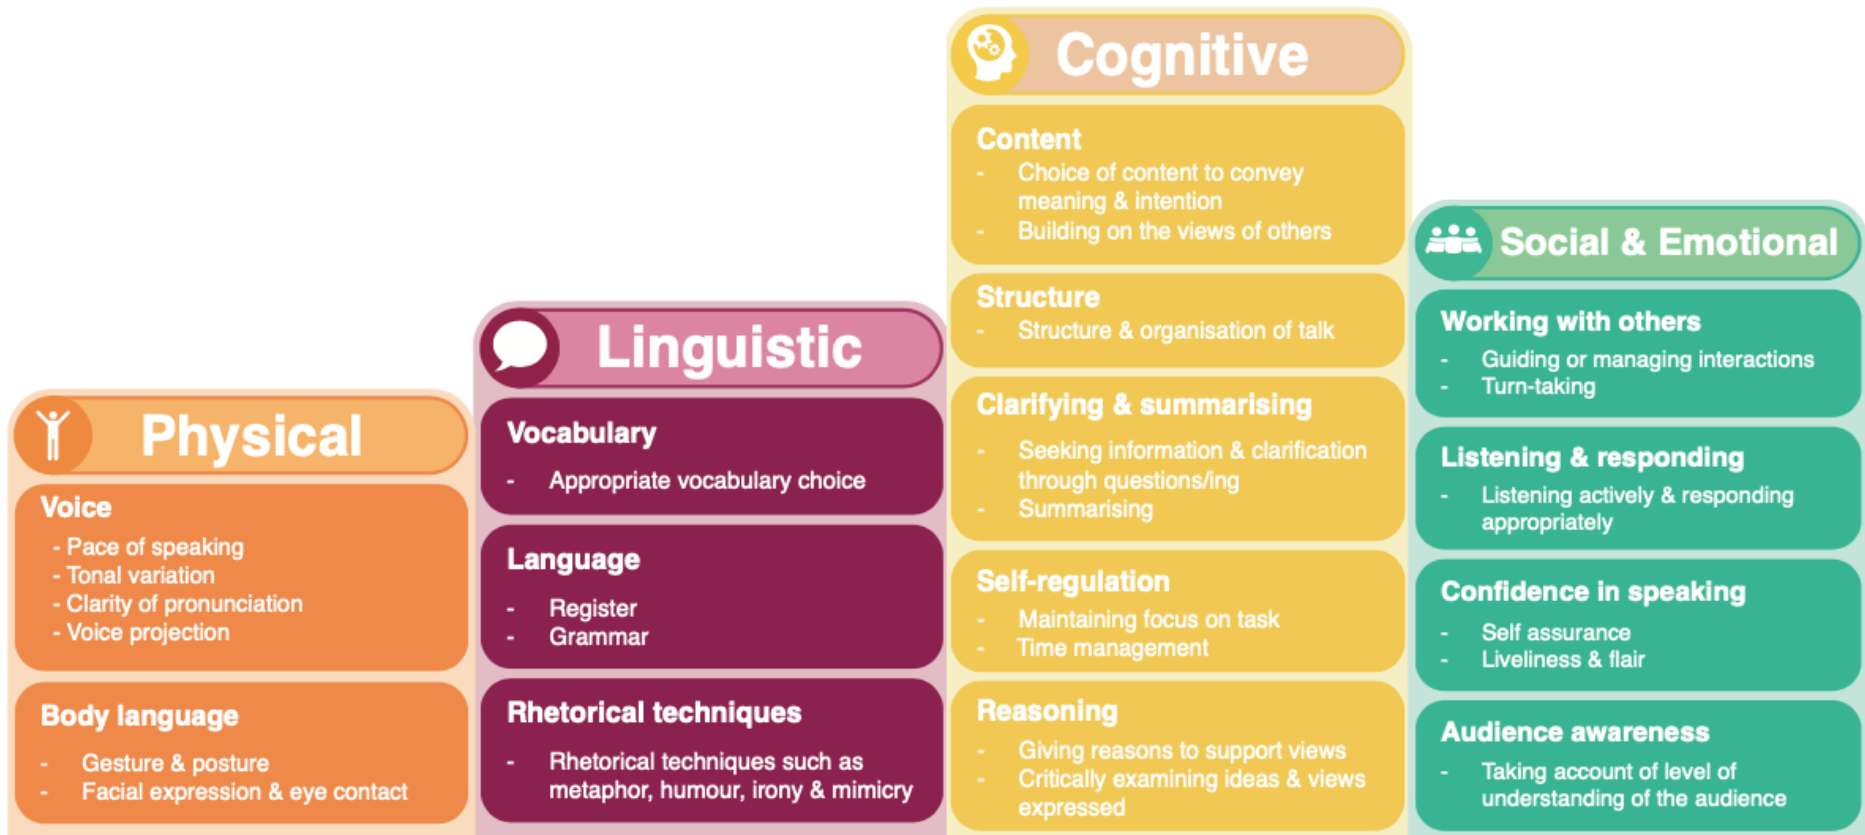 Physical
Voice
- Pace of speaking
- Tonal variation
- Clarity of pronunciation
- Voice projection
Body language
- Gesture & posture
- Facial expression & eye contact
Linguistic
Vocabulary
- Appropriate vocabulary choice
Language
- Register
- Grammar
Rhetorical techniques
- Rhetorical techniques such as
metaphor, humour, irony & mimicry
Cognitive
Content
- Choice of content to convey
meaning & intention
- Building on the views of others
Structure
- Structure & organisation of talk
Clarifying & summarising
- Seeking information & clarification
through questions/ing
- Summarising
Self-regulation
- Maintaining focus on task
- Time management
Reasoning
- Giving reasons to support views
- Critically examining ideas & views
expressed
Social & Emotional
Working with others
- Guiding or managing interactions
- Turn-taking
Listening & responding
- Listening actively & responding
appropriately
Confidence in speaking
- Self assurance
- Liveliness & flair
Audience awareness
- Taking account of level of
understanding of the audience